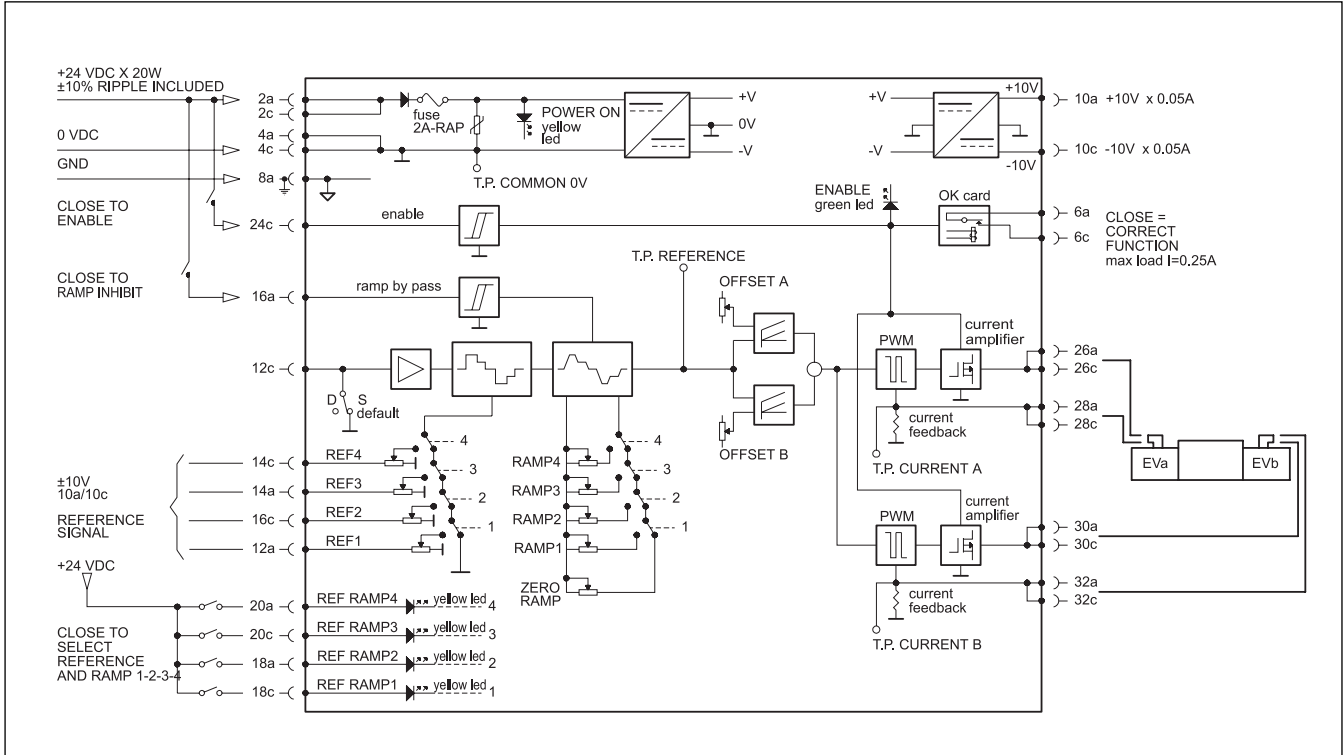 +24 VDC X 20W
±10% RIPPLE INCLUDED
2a
2c
0 VDC
4a
4c
GND
8a
CLOSE TO
ENABLE
24c
CLOSE TO
RAMP INHIBIT
16a
12c
14c
14a
16c
12a
±10V
10a/10c
REFERENCE
SIGNAL
+24 VDC
20a
20c
18a
18c
CLOSE TO
SELECT
REFERENCE
AND RAMP 1-2-3-4
fuse
2A-RAP
POWER ON
yellow
led
T.P. COMMON 0V
+V
0V
-V
+V
-V
+10V
-10V
10a +10V x 0.05A
10c -10V x 0.05A
enable
ENABLE
green led
OK card
6a
6c
CLOSE =
CORRECT
FUNCTION
max load I=0.25A
ramp by pass
T.P. REFERENCE
OFFSET A
OFFSET B
D S
default
PWM
current
amplifier
26a
26c
28a
28c
current
feedback
T.P. CURRENT A
EVa
EVb
REF4
REF3
REF2
REF1
4
3
2
1
RAMP4
RAMP3
RAMP2
RAMP1
ZERO
RAMP
4
3
2
1
PWM
current
amplifier
30a
30c
32a
32c
current
feedback
T.P. CURRENT B
REF RAMP4 yellow led 4
REF RAMP3 yellow led 3
REF RAMP2 yellow led 2
REF RAMP1 yellow led 1